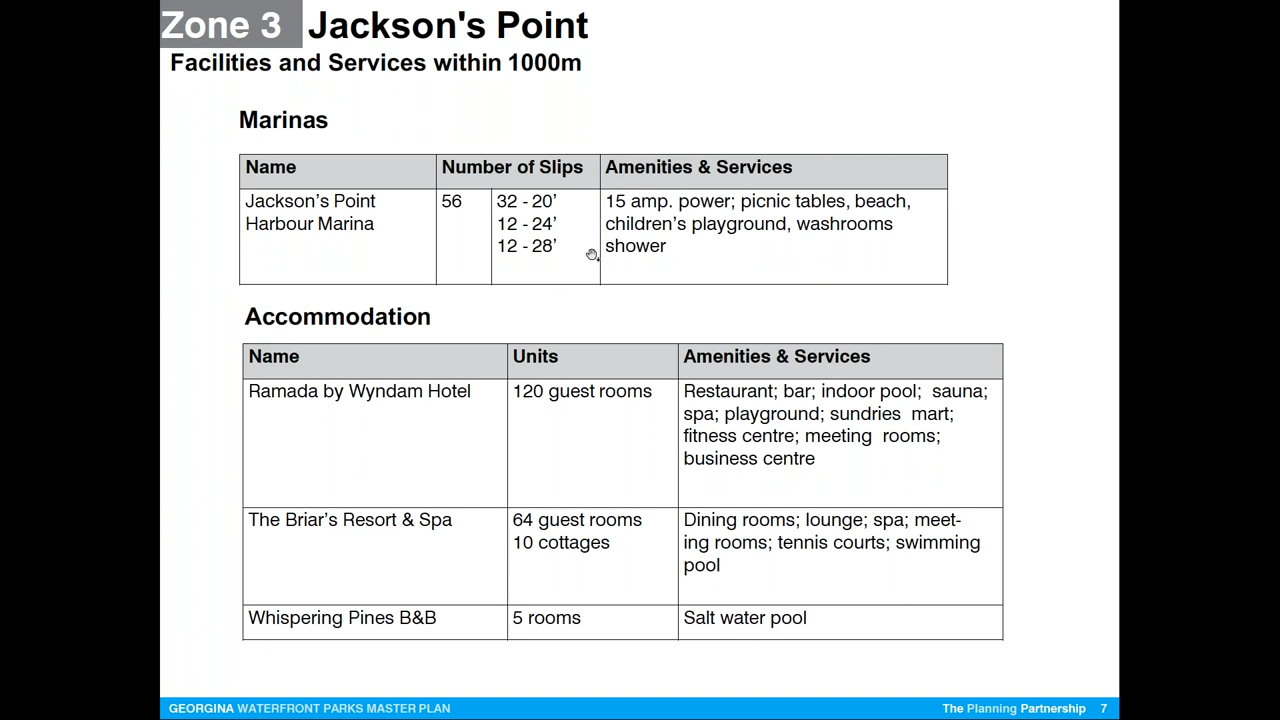 Zone 3 Jackson's Point
Facilities and Services within 1000m
Marinas
Name Number of Slips Amenities & Services
Jackson's Point 56 32 - 20' 15 amp. power; picnic tables, beach,
Harbour Marina 12 - 24' children's playground, washrooms
12 - 28' shower
Accommodation
Name Units Amenities & Services
Ramada by Wyndam Hotel 120 guest rooms Restaurant; bar; indoor pool; sauna;
spa; playground; sundries mart;
fitness centre; meeting rooms;
business centre
The Briar's Resort & Spa 64 guest rooms Dining rooms; lounge; spa; meet-
10 cottages ing rooms; tennis courts; swimming
pool
Whispering Pines B&B 5 rooms Salt water pool
GEORGINA WATERFRONT PARKS MASTER PLAN The Planning Partnership 7